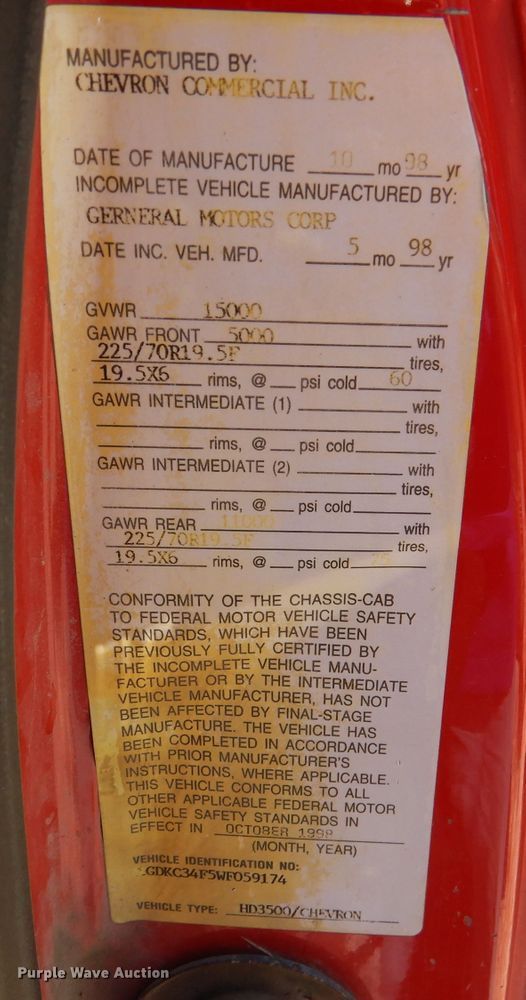 MANUFACTURED BY:
CHEVRON COMMERCIAL INC.
DATE OF MANUFACTURE 10 mo 98 yr
INCOMPLETE VEHICLE MANUFACTURED BY:
GERNERAL MOTORS CORP
DATE INC. VEH. MFD. 5 mo 98 yr
GVWR 15000
GAWR FRONT 5000 with
225/70R19.5F tires,
19.5X6 rims, @ psi cold 60
GAWR INTERMEDIATE (1) with
tires,
rims, @ psi cold
GAWR INTERMEDIATE (2) with
tires,
rims, @ psi cold
GAWR REAR 11000 with
225/70R19.5F tires,
19.5X6 rims, @ psi cold
CONFORMITY OF THE CHASSIS-CAB
TO FEDERAL MOTOR VEHICLE SAFETY
STANDARDS, WHICH HAVE BEEN
PREVIOUSLY FULLY CERTIFIED BY
THE INCOMPLETE VEHICLE MANU-
FACTURER OR BY THE INTERMEDIATE
VEHICLE MANUFACTURER, HAS NOT
BEEN AFFECTED BY FINAL-STAGE
MANUFACTURE. THE VEHICLE HAS
BEEN COMPLETED IN ACCORDANCE
WITH PRIOR MANUFACTURER'S
INSTRUCTIONS, WHERE APPLICABLE.
THIS VEHICLE CONFORMS TO ALL
OTHER APPLICABLE FEDERAL MOTOR
VEHICLE SAFETY STANDARDS IN
EFFECT IN OCTOBER 1998
(MONTH, YEAR)
VEHICLE IDENTIFICATION NO:
GDKC34F5WF059174
VEHICLE TYPE: HD3500/CHEVRON
Purple Wave Auction